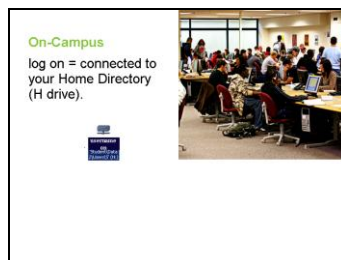 On-Campus
log on = connected to
your Home Directory
(H drive).